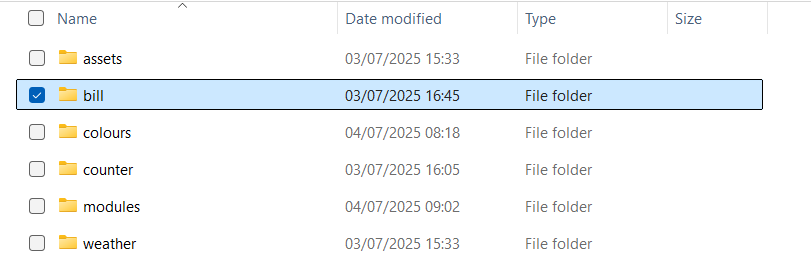 Name Date modified Type Size
assets 03/07/2025 15:33 File folder
bill 03/07/2025 16:45 File folder
colours 04/07/2025 08:18 File folder
counter 03/07/2025 16:05 File folder
modules 04/07/2025 09:02 File folder
weather 03/07/2025 15:33 File folder